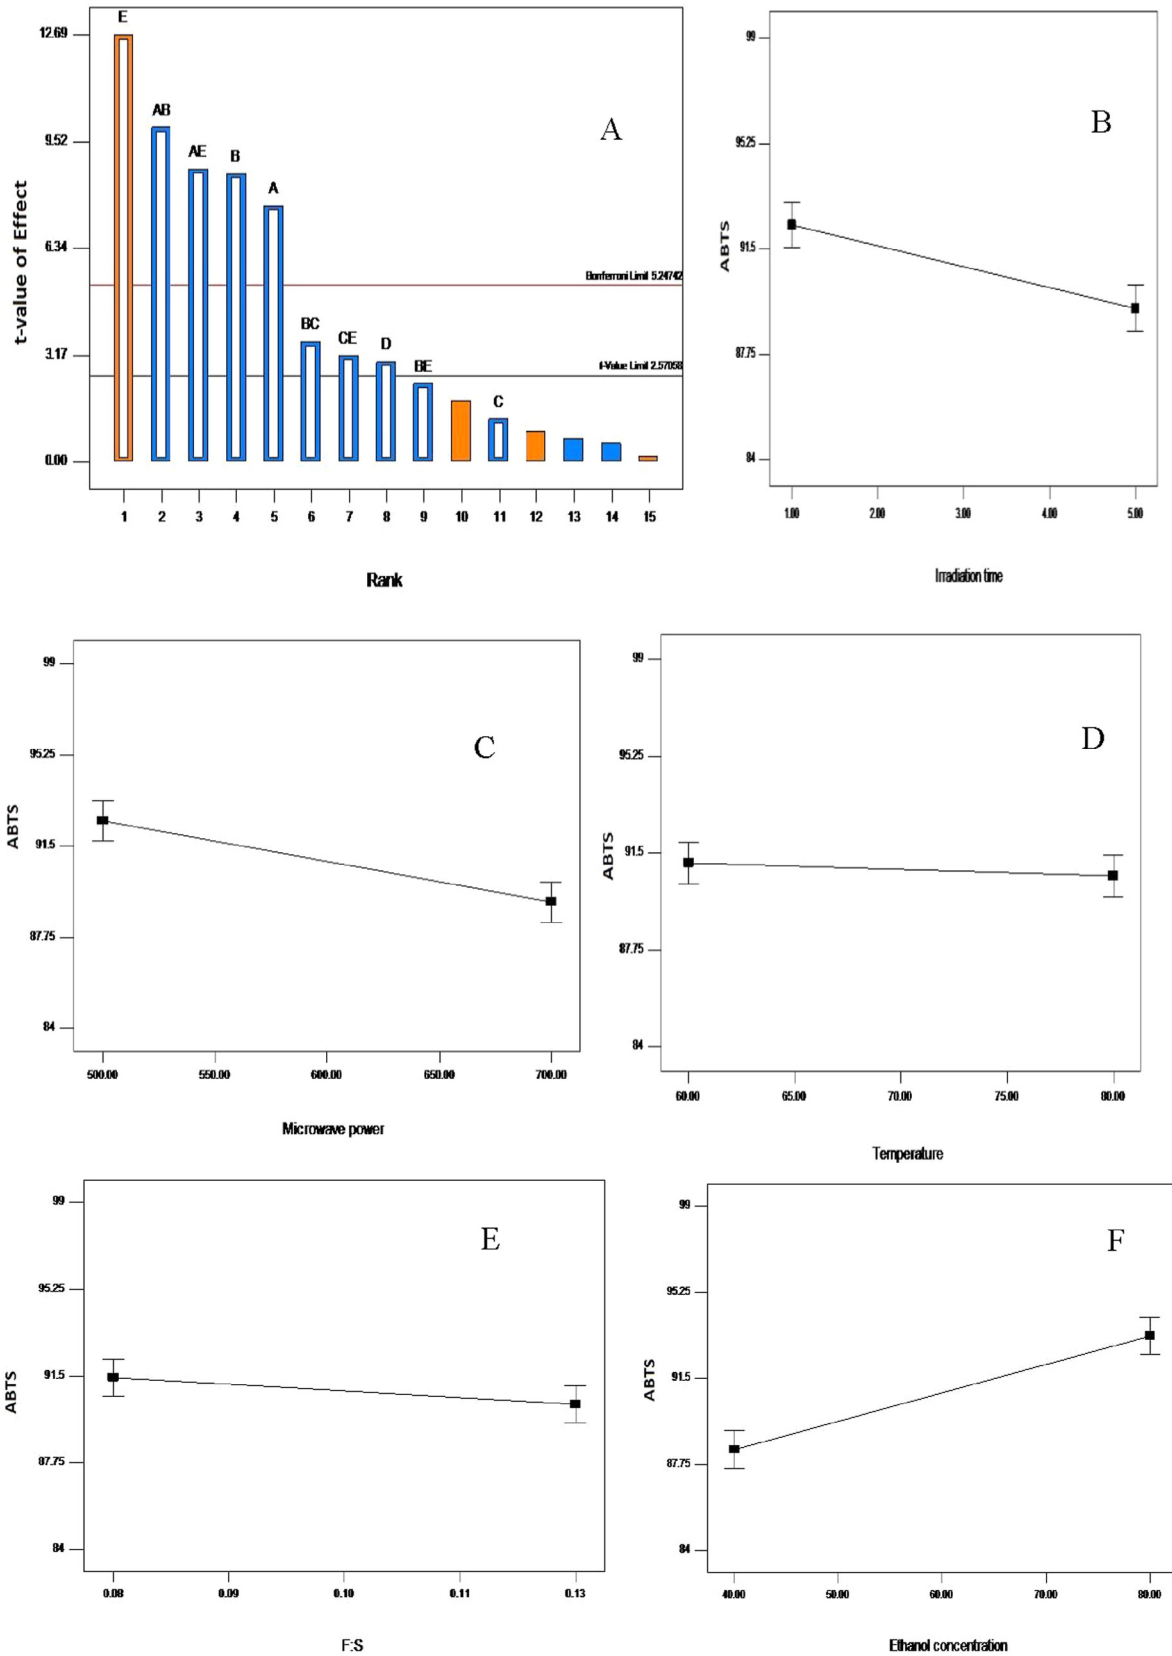 E
12.69
AB
A
9.52
AE
B
A
6.34
t-value of Effect
Bonferroni Limit 5.24742
BC
CE
D
3.17
t-Value Limit 2.57058
BE
C
0.00
1 2 3 4 5 6 7 8 9 10 11 12 13 14 15
Rank
99
B
95.25
ABTS
91.5
87.75
84
1.00 2.00 3.00 4.00 5.00
Irradiation time
99
C
95.25
ABTS
91.5
87.75
84
500.00 550.00 600.00 650.00 700.00
Microwave power
99
D
95.25
ABTS
91.5
87.75
84
60.00 65.00 70.00 75.00 80.00
Temperature
99
E
95.25
ABTS
91.5
87.75
84
0.08 0.09 0.10 0.11 0.13
F:S
99
F
95.25
ABTS
91.5
87.75
84
40.00 50.00 60.00 70.00 80.00
Ethanol concentration